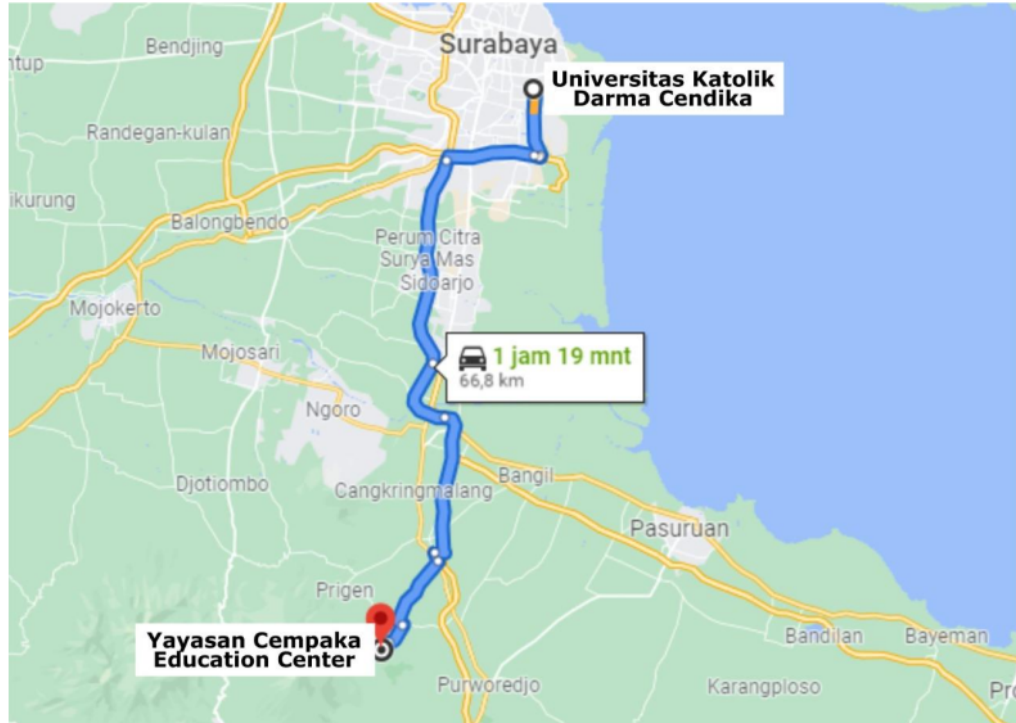 Bendjing
Surabaya
ntup
Universitas Katolik
Darma Cendika
Randegan-kulan
ikurung
Balongbendo
Perum Citra
Surya Mas
Sidoarjo
Mojokerto
Mojosari
1 jam 19 mnt
66,8 km
Ngoro
Bangil
Djotiombo
Cangkringmalang
Pasuruan
Prigen
Yayasan Cempaka
Education Center
Bandilan
Bayeman
Purworedjo
Karangploso
Pro